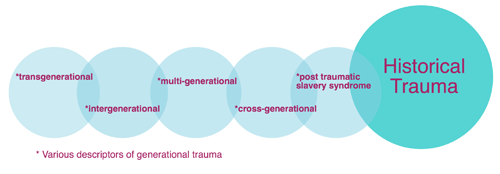 *transgenerational
*intergenerational
*multi-generational
*cross-generational
*post traumatic
slavery syndrome
Historical
Trauma
* Various descriptors of generational trauma